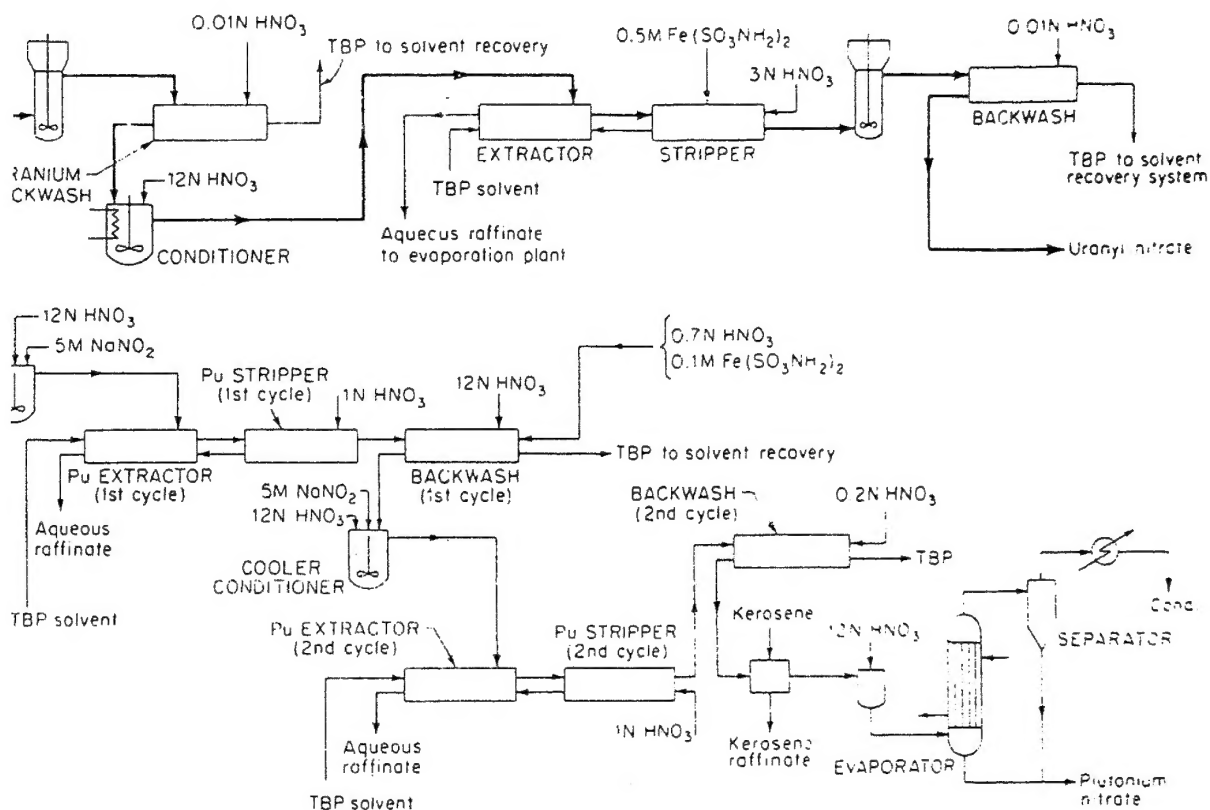 0.01N HNO₃
TBP to solvent recovery
RANIUM
CKWASH
12N HNO₃
CONDITIONER
0.5M Fe(SO₃NH₂)₂
3N HNO₃
EXTRACTOR
STRIPPER
TBP solvent
Aqueous raffinate
to evaporation plant
0.01N HNO₃
BACKWASH
TBP to solvent
recovery system
Uranyl nitrate
12N HNO₃
5M NaNO₂
Pu STRIPPER
(1st cycle)
1N HNO₃
12N HNO₃
0.7N HNO₃
0.1M Fe(SO₃NH₂)₂
Pu EXTRACTOR
(1st cycle)
BACKWASH
(1st cycle)
TBP to solvent recovery
Aqueous
raffinate
5M NaNO₂
12N HNO₃
COOLER
CONDITIONER
TBP solvent
BACKWASH
(2nd cycle)
0.2N HNO₃
TBP
Pu EXTRACTOR
(2nd cycle)
Pu STRIPPER
(2nd cycle)
Kerosene
12N HNO₃
SEPARATOR
Cond.
Aqueous
raffinate
1N HNO₃
Kerosene
raffinate
EVAPORATOR
TBP solvent
Plutonium
nitrate